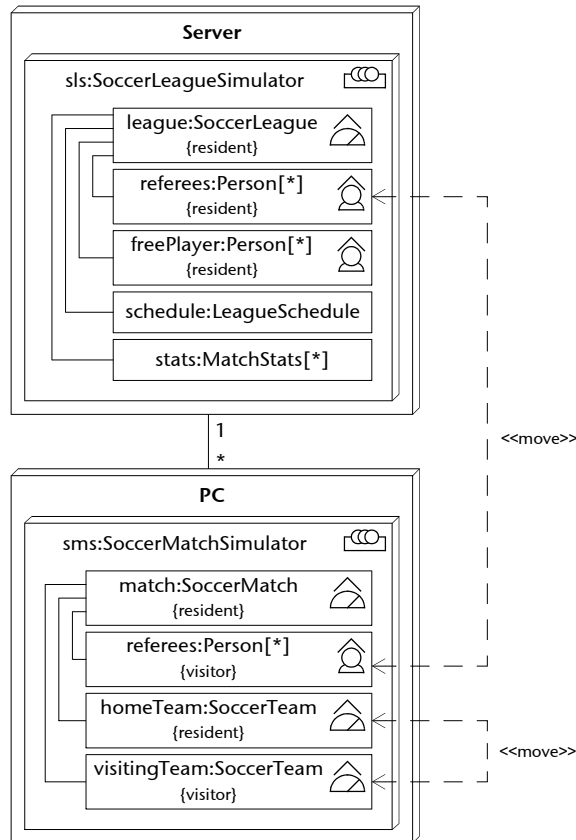 Server
sls:SoccerLeagueSimulator
league:SoccerLeague
{resident}
referees:Person[*]
{resident}
freePlayer:Person[*]
{resident}
schedule:LeagueSchedule
stats:MatchStats[*]
1
<<move>>
*
PC
sms:SoccerMatchSimulator
match:SoccerMatch
{resident}
referees:Person[*]
{visitor}
homeTeam:SoccerTeam
{resident}
<<move>>
visitingTeam:SoccerTeam
{visitor}